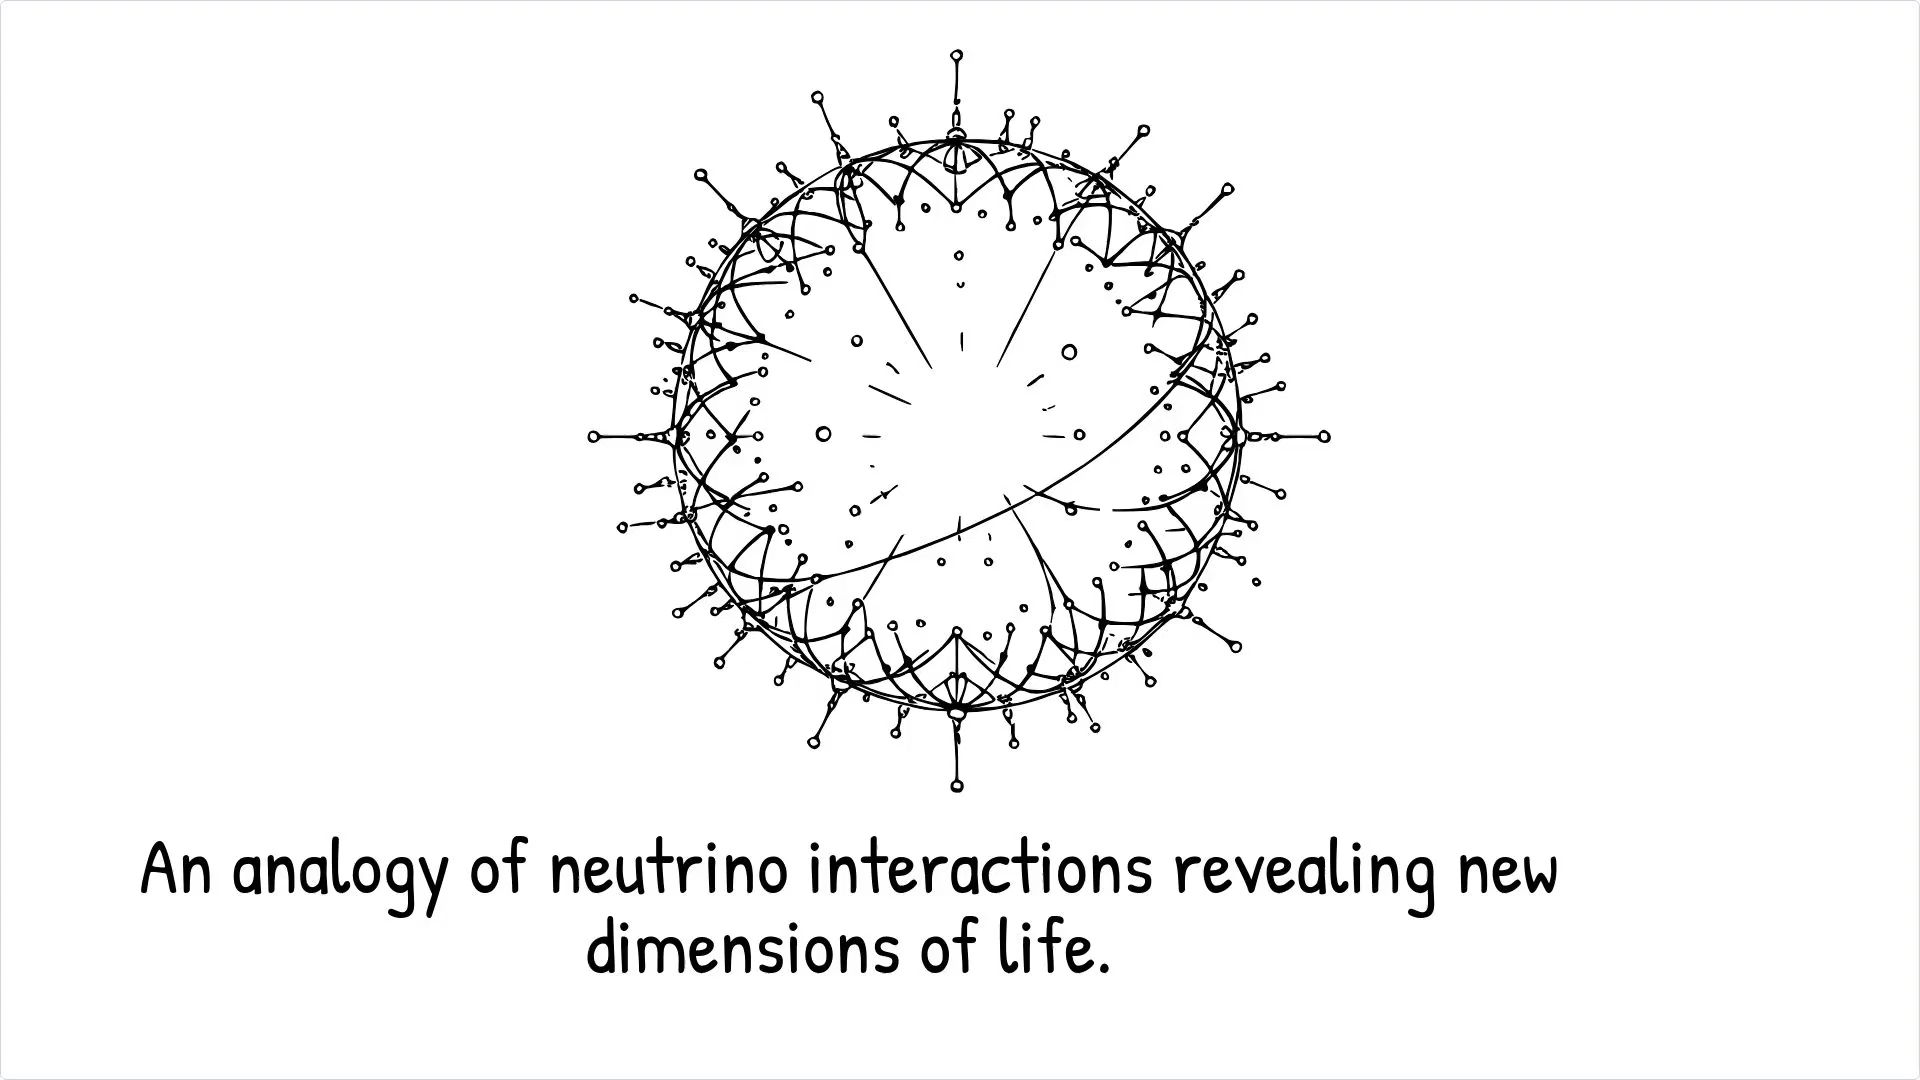 An analogy of neutrino interactions revealing new
dimensions of life.